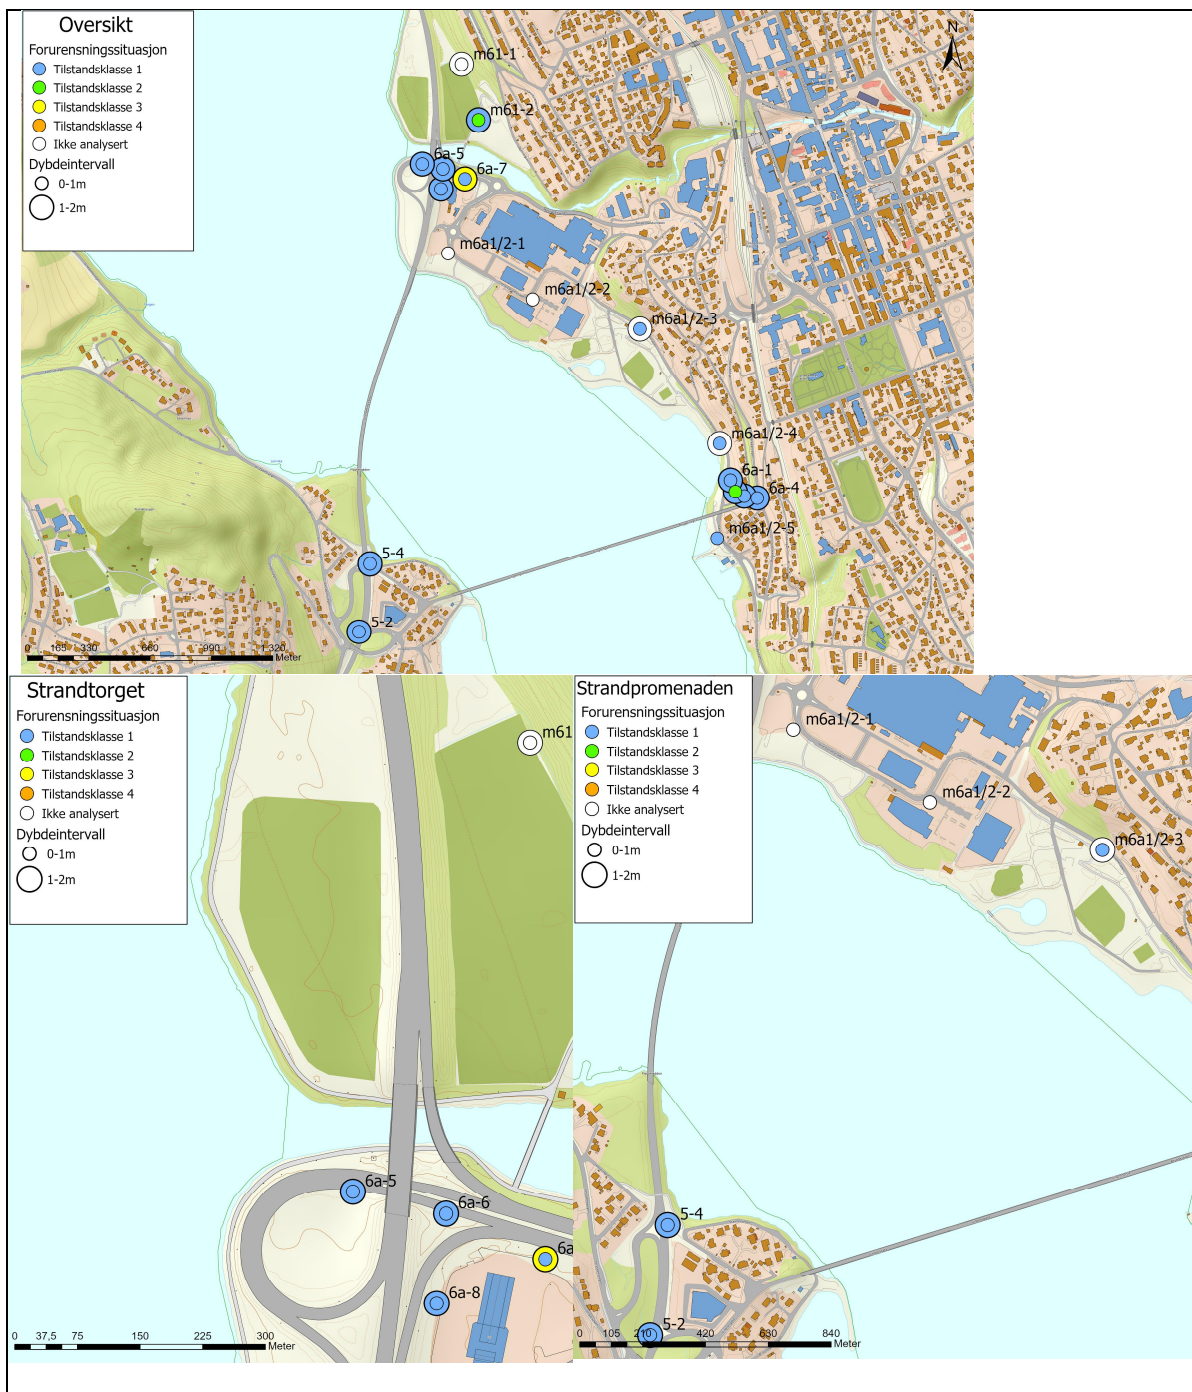 Oversikt
Forurensningssituasjon
Tilstandsklasse 1
Tilstandsklasse 2
Tilstandsklasse 3
Tilstandsklasse 4
Ikke analysert
Dybdeintervall
0-1m
1-2m
N
m61-1
m61-2
6a-5
6a-7
m6a1/2-1
m6a1/2-2
m6a1/2-3
m6a1/2-4
6a-1
6a-4
m6a1/2-5
5-4
5-2
0 165 330 660 990 1 320
Meter
Strandtorget
Forurensningssituasjon
Tilstandsklasse 1
Tilstandsklasse 2
Tilstandsklasse 3
Tilstandsklasse 4
Ikke analysert
Dybdeintervall
0-1m
1-2m
m61
6a-5
6a-6
6a
6a-8
0 37,5 75 150 225 300
Meter
Strandpromenaden
Forurensningssituasjon
Tilstandsklasse 1
Tilstandsklasse 2
Tilstandsklasse 3
Tilstandsklasse 4
Ikke analysert
Dybdeintervall
0-1m
1-2m
m6a1/2-1
m6a1/2-2
m6a1/2-3
5-4
5-2
0 105 210 420 630 840
Meter